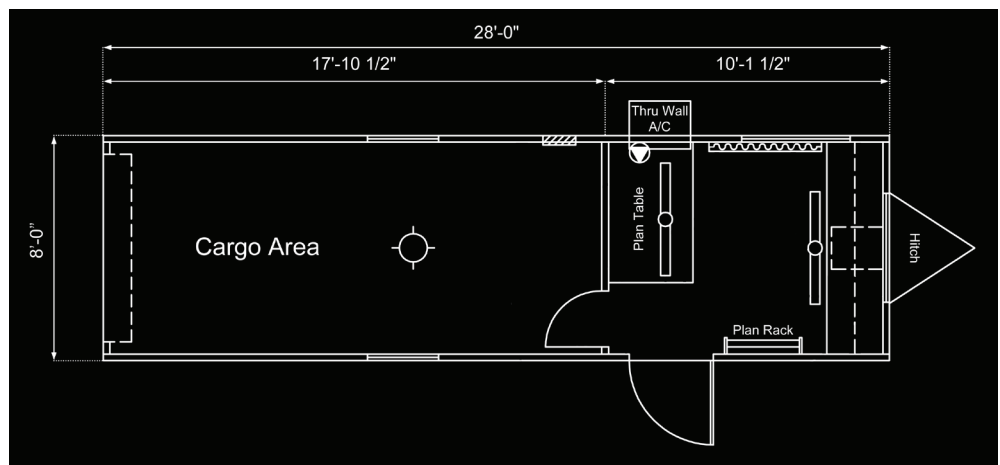 28'-0"
17'-10 1/2"
10'-1 1/2"
Thru Wall
A/C
8'-0"
Plan Table
Cargo Area
Hitch
Plan Rack